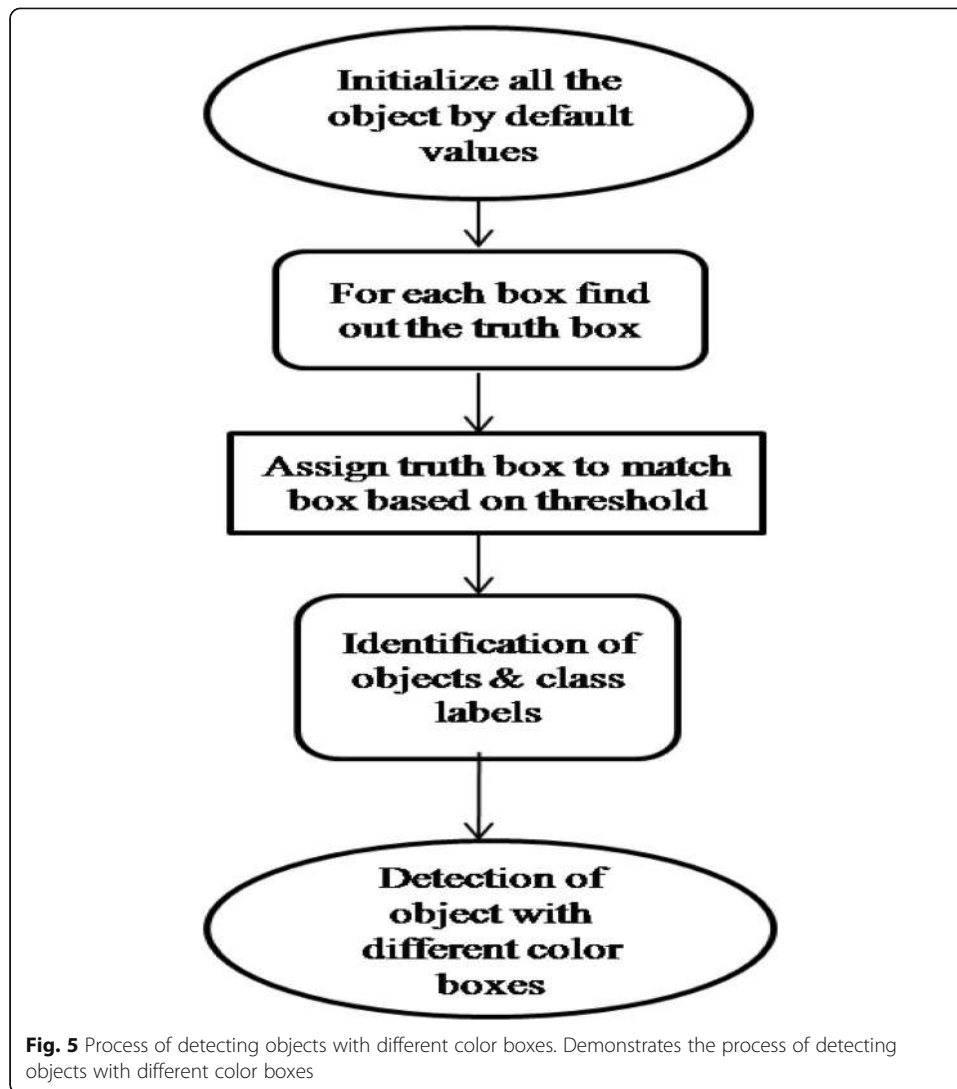 Initialize all the
object by default
values
For each box find
out the truth box
Assign truth box to match
box based on threshold
Identification of
objects & class
labels
Detection of
object with
different color
boxes
Fig. 5 Process of detecting objects with different color boxes. Demonstrates the process of detecting
objects with different color boxes